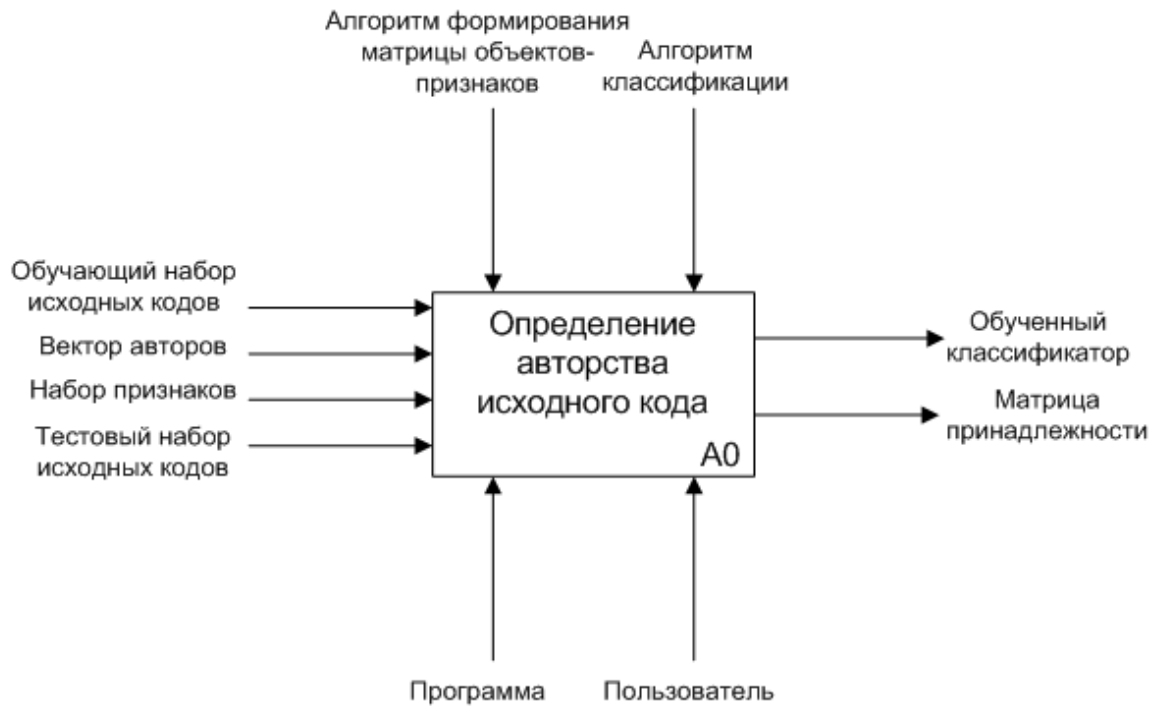 Алгоритм формирования
матрицы объектов-
признаков
Алгоритм
классификации
Обучающий набор
исходных кодов
Вектор авторов
Набор признаков
Тестовый набор
исходных кодов
Определение
авторства
исходного кода
A0
Обученный
классификатор
Матрица
принадлежности
Программа
Пользователь